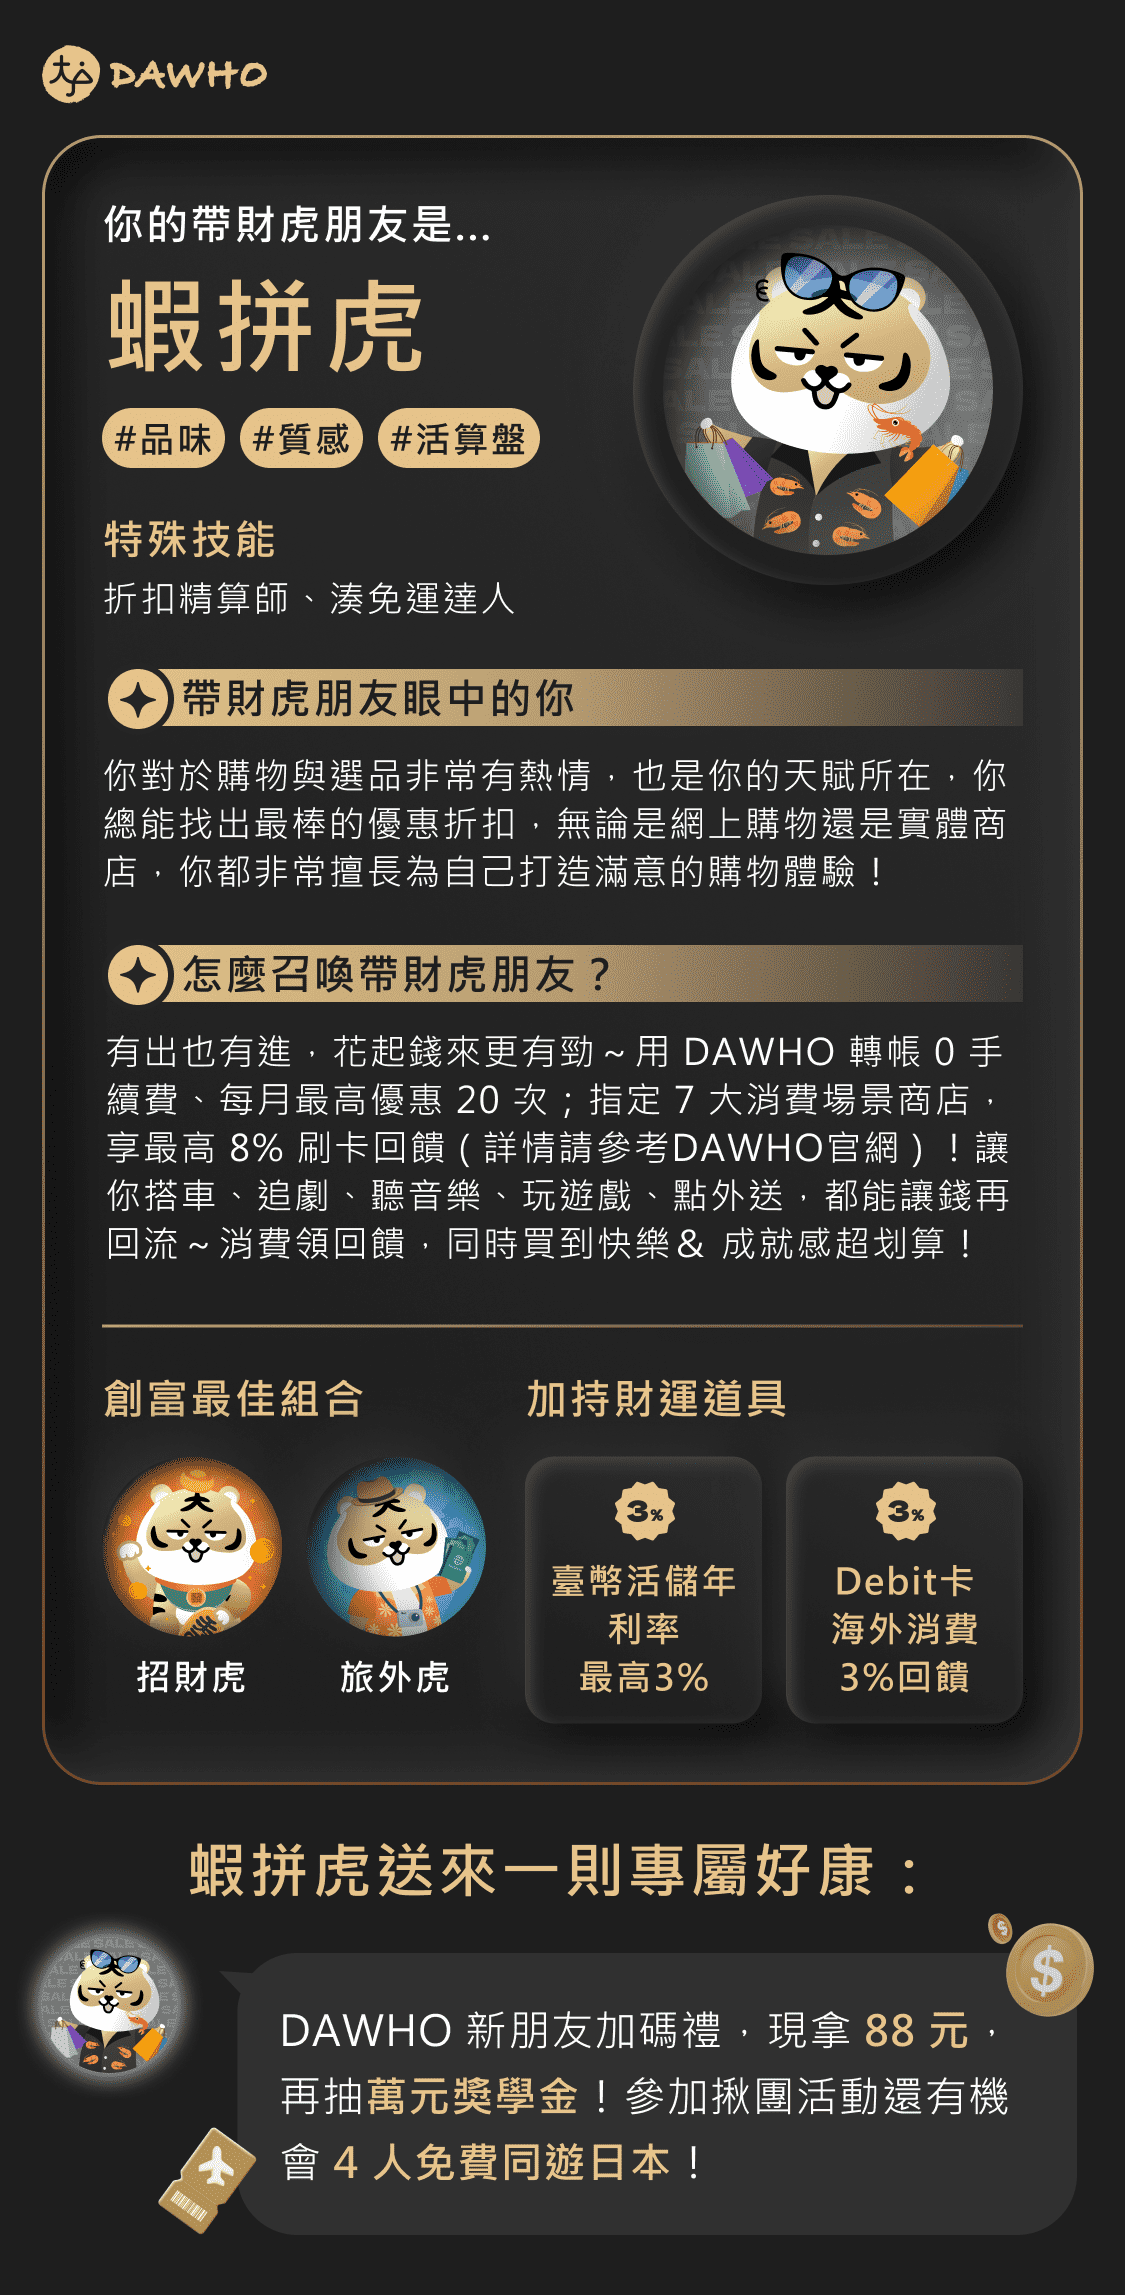 大戶 DAWHO
你的帶財虎朋友是...
蝦拼虎
#品味 #質感 #活算盤
特殊技能
折扣精算師、湊免運達人
帶財虎朋友眼中的你
你對於購物與選品非常有熱情，也是你的天賦所在，你
總能找出最棒的優惠折扣，無論是網上購物還是實體商
店，你都非常擅長為自己打造滿意的購物體驗！
怎麼召喚帶財虎朋友？
有出也有進，花起錢來更有勁～用 DAWHO 轉帳 0 手
續費、每月最高優惠 20 次；指定 7 大消費場景商店，
享最高 8% 刷卡回饋（詳情請參考DAWHO官網）！讓
你搭車、追劇、聽音樂、玩遊戲、點外送，都能讓錢再
回流～消費領回饋，同時買到快樂& 成就感超划算！
創富最佳組合
招財虎
旅外虎
加持財運道具
3%
臺幣活儲年
利率
最高3%
3%
Debit卡
海外消費
3%回饋
蝦拼虎送來一則專屬好康：
DAWHO 新朋友加碼禮，現拿 88 元，
再抽萬元獎學金！參加揪團活動還有機
會 4 人免費同遊日本！